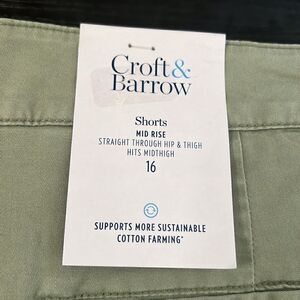 Croft&
Barrow
Shorts
MID RISE
STRAIGHT THROUGH HIP & THIGH
HITS MIDTHIGH
16
SUPPORTS MORE SUSTAINABLE
COTTON FARMING*